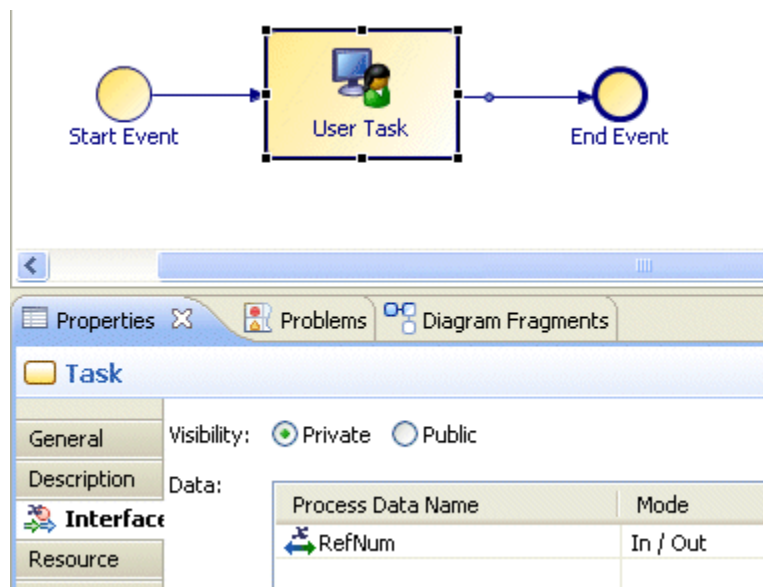 User Task
Start Event
End Event
Properties
Problems
Diagram Fragments
Task
General
Visibility: Private Public
Description
Data:
Process Data Name Mode
Interface
RefNum In / Out
Resource